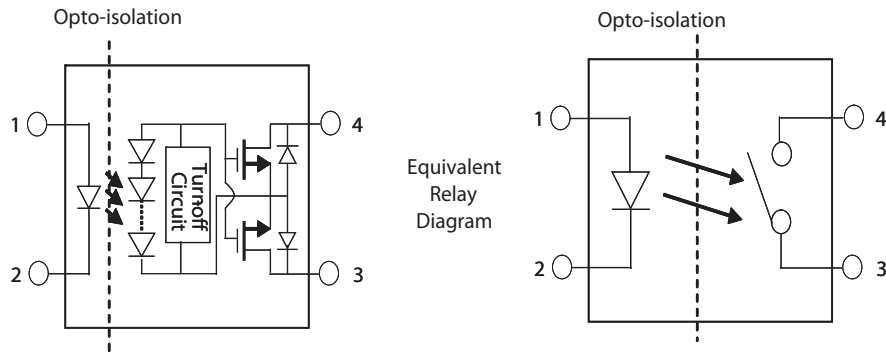 Opto-isolation
1
2
Turnoff
Circuit
4
3
Equivalent
Relay
Diagram
Opto-isolation
1
2
4
3